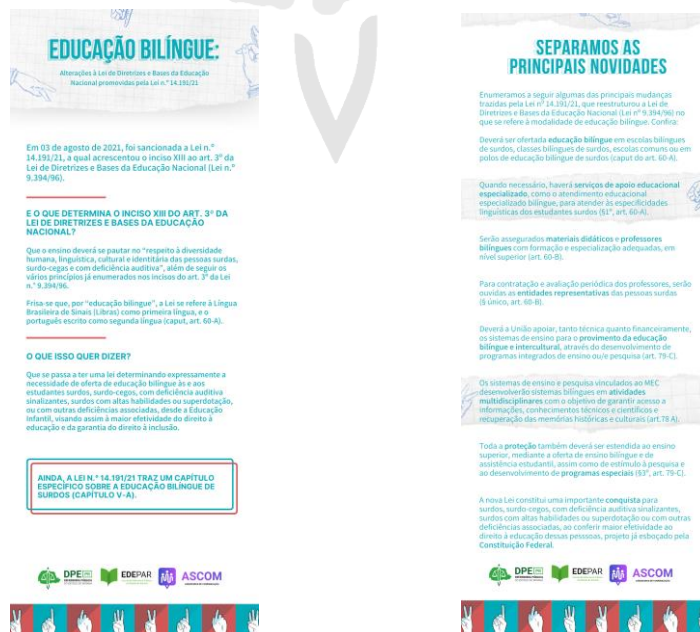 EDUCAÇÃO BILÍNGUE:
Alterações à Lei de Diretrizes e Bases da Educação
Nacional promovidas pela Lei n.º 14.191/21
Em 03 de agosto de 2021, foi sancionada a Lei n.º
14.191/21, a qual acrescentou o inciso XIII ao art. 3º da
Lei de Diretrizes e Bases da Educação Nacional (Lei n.º
9.394/96).
E O QUE DETERMINA O INCISO XIII DO ART. 3º DA
LEI DE DIRETRIZES E BASES DA EDUCAÇÃO
NACIONAL?
Que o ensino deverá se pautar no “respeito à diversidade
humana, linguística, cultural e identitária das pessoas surdas,
surdo-cegas e com deficiência auditiva”, além de seguir os
vários princípios já enumerados nos incisos do art. 3º da Lei
n.º 9.394/96.
Frisa-se que, por “educação bilíngue”, a Lei se refere à Língua
Brasileira de Sinais (Libras) como primeira língua, e o
português escrito como segunda língua (caput, art. 60-A).
O QUE ISSO QUER DIZER?
Que se passa a ter uma lei determinando expressamente a
necessidade de oferta de educação bilíngue às e aos
estudantes surdos, surdo-cegos, com deficiência auditiva
sinalizantes, surdos com altas habilidades ou superdotação,
ou com outras deficiências associadas, desde a Educação
Infantil, visando assim à maior efetividade do direito à
educação e da garantia do direito à inclusão.
AINDA, A LEI N.º 14.191/21 TRAZ UM CAPÍTULO
ESPECÍFICO SOBRE A EDUCAÇÃO BILÍNGUE DE
SURDOS (CAPÍTULO V-A).
DPE PR
EDEPAR
ASCOM
SEPARAMOS AS
PRINCIPAIS NOVIDADES
Enumeramos a seguir algumas das principais mudanças
trazidas pela Lei nº 14.191/21, que reestruturou a Lei de
Diretrizes e Bases da Educação Nacional (Lei nº 9.394/96) no
que se refere à modalidade de educação bilíngue. Confira:
Deverá ser ofertada educação bilíngue em escolas bilíngues
de surdos, classes bilíngues de surdos, escolas comuns ou em
polos de educação bilíngue de surdos (caput do art. 60-A).
Quando necessário, haverá serviços de apoio educacional
especializado, como o atendimento educacional
especializado bilíngue, para atender às especificidades
linguísticas dos estudantes surdos (§1º, art. 60-A).
Serão assegurados materiais didáticos e professores
bilíngues com formação e especialização adequadas, em
nível superior (art. 60-B).
Para contratação e avaliação periódica dos professores, serão
ouvidas as entidades representativas das pessoas surdas
(§ único, art. 60-B).
Deverá a União apoiar, tanto técnica quanto financeiramente,
os sistemas de ensino para o provimento da educação
bilíngue e intercultural, através do desenvolvimento de
programas integrados de ensino ou/e pesquisa (art. 79-C).
Os sistemas de ensino e pesquisa vinculados ao MEC
desenvolverão sistemas bilíngues em atividades
multidisciplinares com o objetivo de garantir acesso a
informações, conhecimentos técnicos e científicos e
recuperação das memórias históricas e culturais (art.78 A).
Toda a proteção também deverá ser estendida ao ensino
superior, mediante a oferta de ensino bilíngue e de
assistência estudantil, assim como de estímulo à pesquisa e
ao desenvolvimento de programas especiais (§3º, art. 79-C).
A nova Lei constitui uma importante conquista para
surdos, surdo-cegos, com deficiência auditiva sinalizantes,
surdos com altas habilidades ou superdotação ou com outras
deficiências associadas, ao conferir maior efetividade ao
direito à educação dessas pesssoas, projeto já esboçado pela
Constituição Federal.
DPE PR
EDEPAR
ASCOM